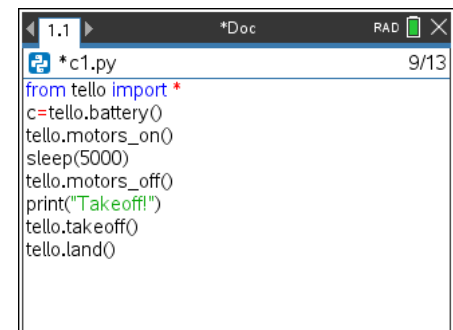 1.1 *Doc RAD
*c1.py 9/13
from tello import *
c=tello.battery()
tello.motors_on()
sleep(5000)
tello.motors_off()
print("Takeoff!")
tello.takeoff()
tello.land()